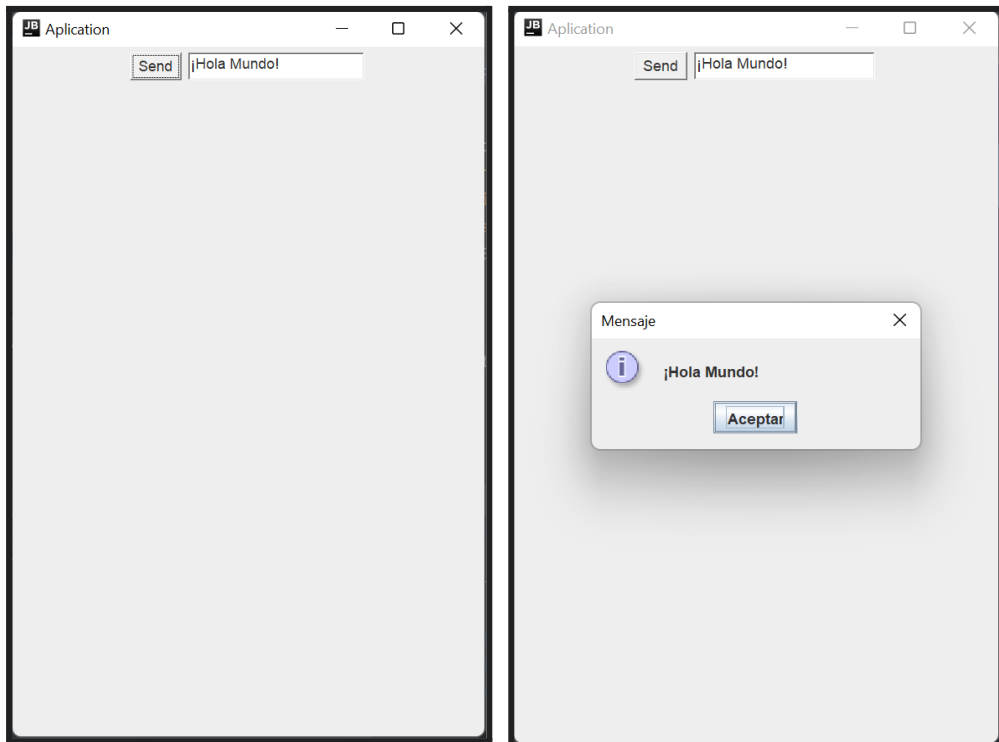 JB Aplication
Send ¡Hola Mundo!
JB Aplication
Send ¡Hola Mundo!
Mensaje
i ¡Hola Mundo!
Aceptar